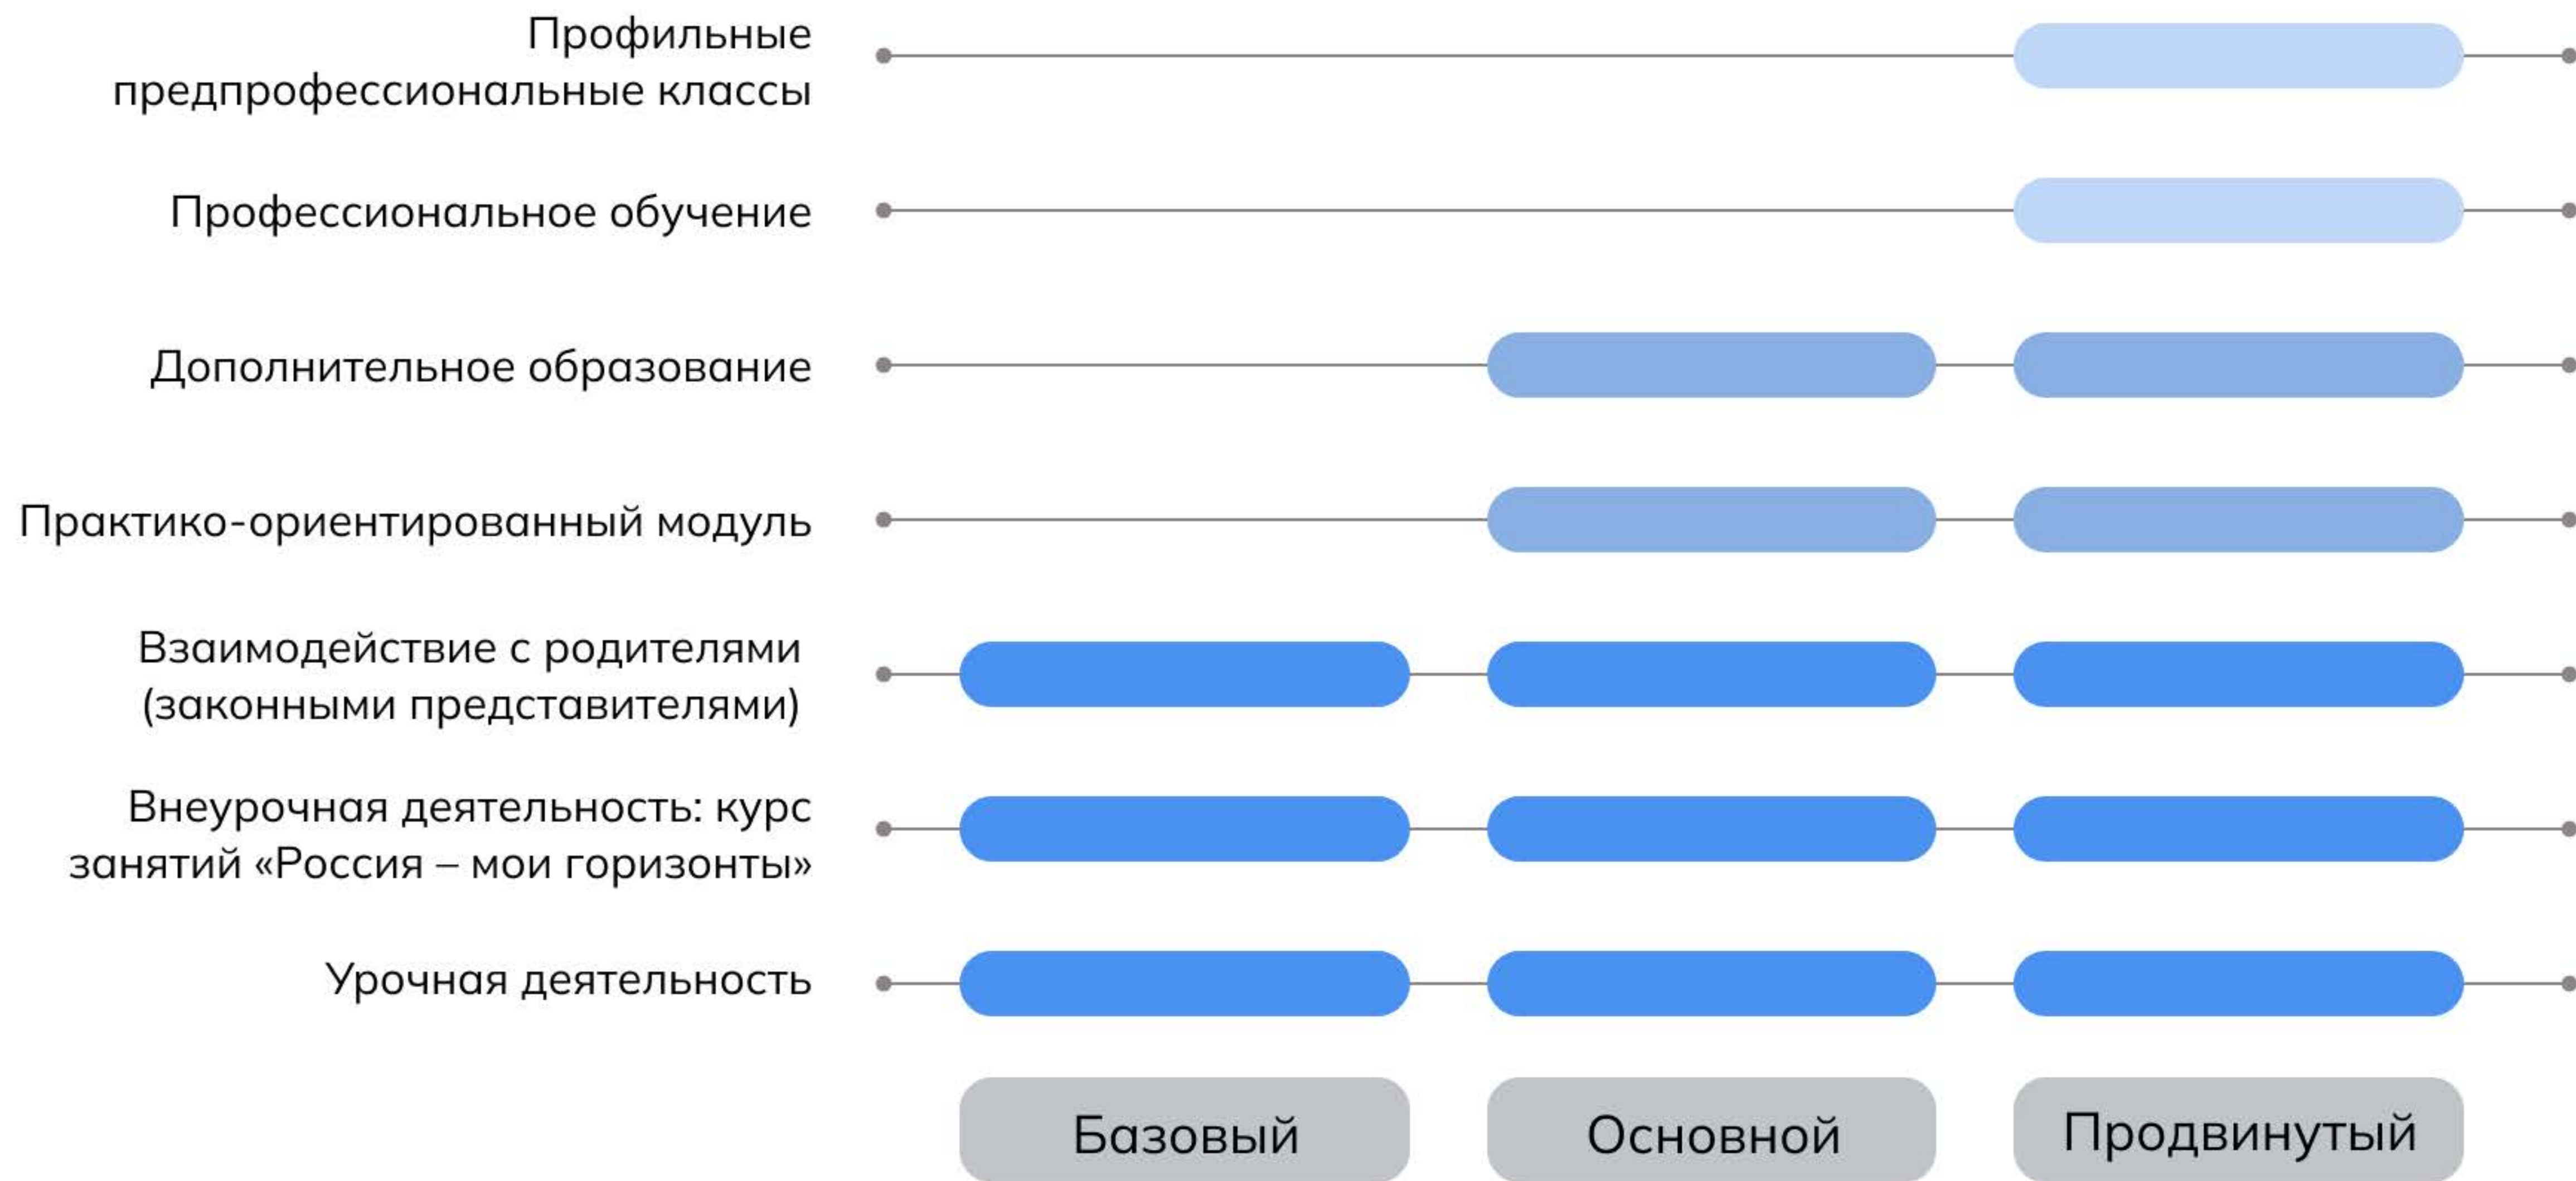 Профильные
предпрофессиональные классы
Профессиональное обучение
Дополнительное образование
Практико-ориентированный модуль
Взаимодействие с родителями
(законными представителями)
Внеурочная деятельность: курс
занятий «Россия – мои горизонты»
Урочная деятельность
Базовый
Основной
Продвинутый